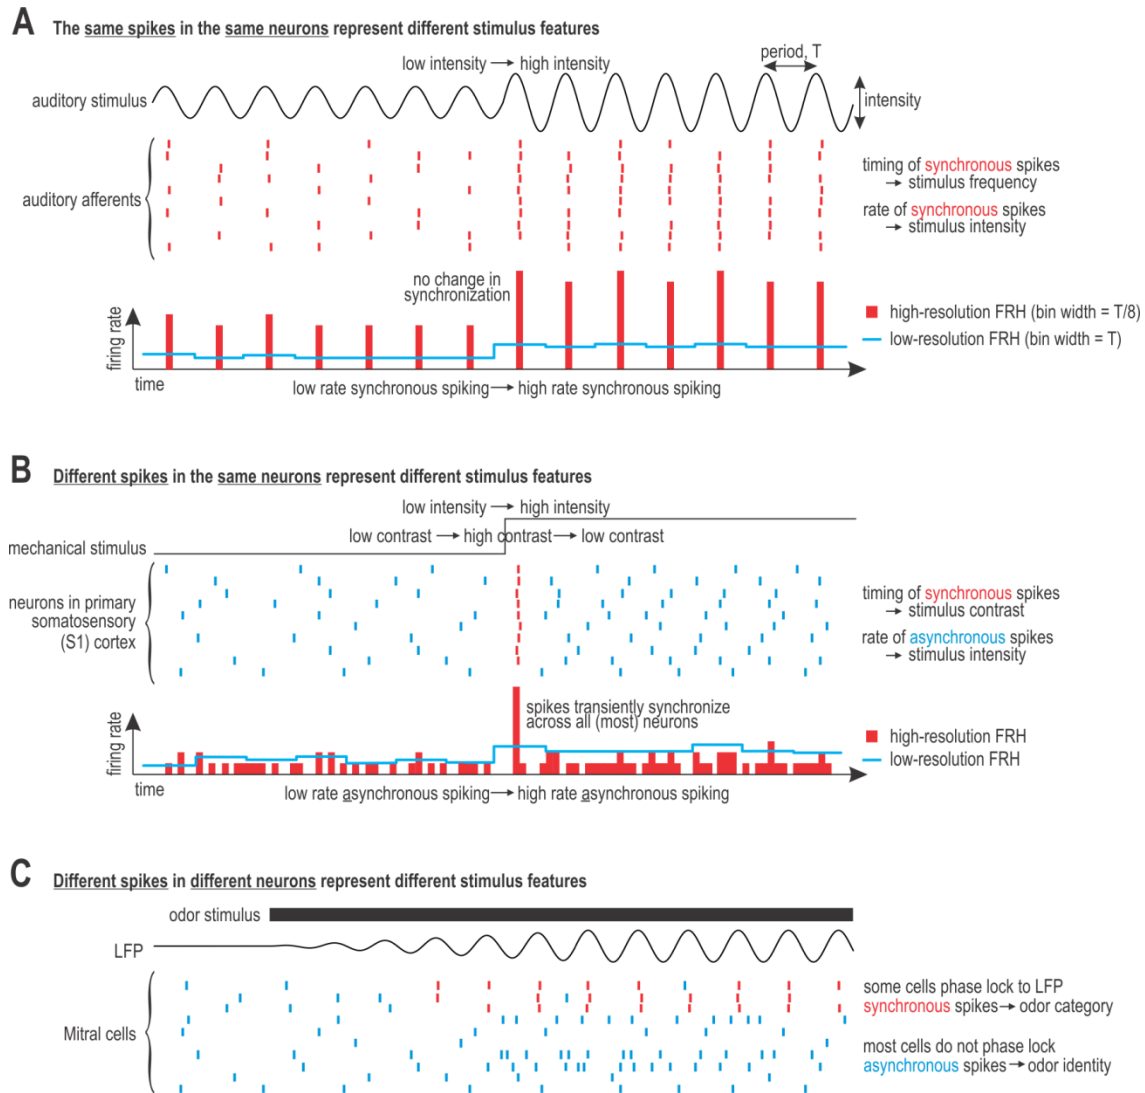 A The same spikes in the same neurons represent different stimulus features
low intensity → high intensity
period, T
auditory stimulus
intensity
auditory afferents
timing of synchronous spikes
→ stimulus frequency
rate of synchronous spikes
→ stimulus intensity
no change in
synchronization
firing rate
high-resolution FRH (bin width = T/8)
low-resolution FRH (bin width = T)
time
low rate synchronous spiking → high rate synchronous spiking
B Different spikes in the same neurons represent different stimulus features
low intensity → high intensity
low contrast → high contrast → low contrast
mechanical stimulus
neurons in primary
somatosensory
(S1) cortex
timing of synchronous spikes
→ stimulus contrast
rate of asynchronous spikes
→ stimulus intensity
spikes transiently synchronize
across all (most) neurons
firing rate
high-resolution FRH
low-resolution FRH
time
low rate asynchronous spiking → high rate asynchronous spiking
C Different spikes in different neurons represent different stimulus features
odor stimulus
LFP
Mitral cells
some cells phase lock to LFP
synchronous spikes → odor category
most cells do not phase lock
asynchronous spikes → odor identity